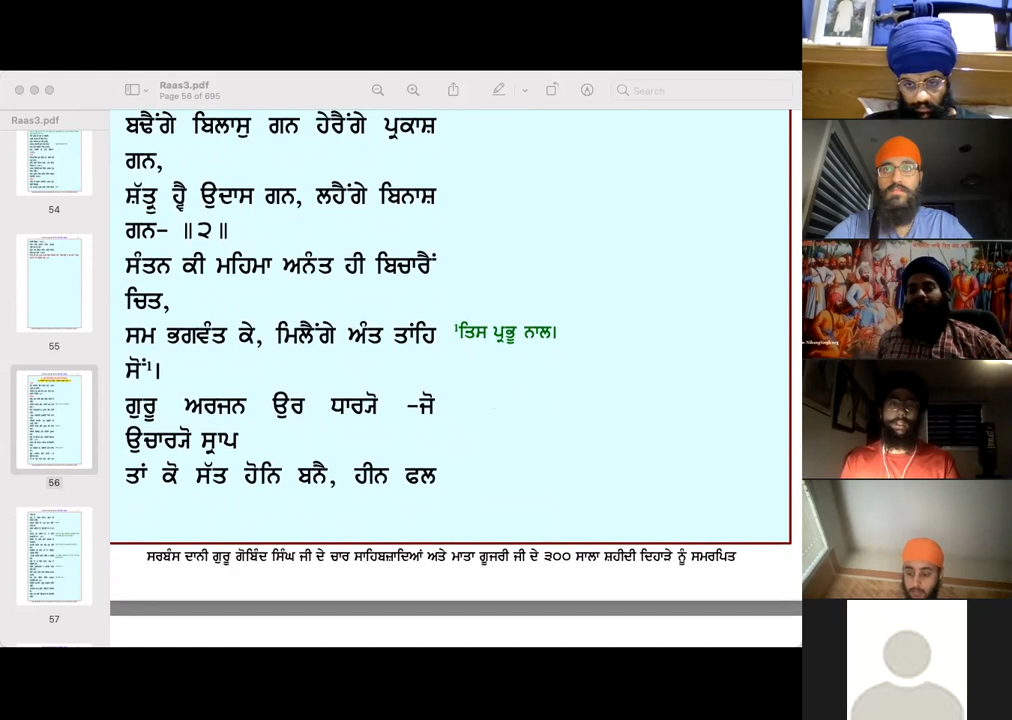 Raas3.pdf
Page 56 of 695
Search
Raas3.pdf
54
55
56
57
ਬਢੈਂਗੇ ਬਿਲਾਸੁ ਗਨ ਹੇਰੈਂਗੇ ਪ੍ਰਕਾਸ਼
ਗਨ,
ਸ਼ੱਤ੍ਰੁ ਹ੍ਵੈ ਉਦਾਸ ਗਨ, ਲਹੈਂਗੇ ਬਿਨਾਸ਼
ਗਨ– ॥੨॥
ਸੰਤਨ ਕੀ ਮਹਿਮਾ ਅਨੰਤ ਹੀ ਬਿਚਾਰੈਂ
ਚਿਤ,
ਸਮ ਭਗਵੰਤ ਕੇ, ਮਿਲੈਂਗੇ ਅੰਤ ਤਾਂਹਿ
ਸੋਂ¹।
¹ਤਿਸ ਪ੍ਰਭੂ ਨਾਲ।
ਗੁਰੂ ਅਰਜਨ ਉਰ ਧਾਰ੍ਯੋ –ਜੋ
ਉਚਾਰ੍ਯੋ ਸ੍ਰਾਪ
ਤਾਂ ਕੋ ਸੱਤ ਹੋਨਿ ਬਨੈ, ਹੀਨ ਫਲ
ਸਰਬੰਸ ਦਾਨੀ ਗੁਰੂ ਗੋਬਿੰਦ ਸਿੰਘ ਜੀ ਦੇ ਚਾਰ ਸਾਹਿਬਜ਼ਾਦਿਆਂ ਅਤੇ ਮਾਤਾ ਗੂਜਰੀ ਜੀ ਦੇ ੩੦੦ ਸਾਲਾ ਸ਼ਹੀਦੀ ਦਿਹਾੜੇ ਨੂੰ ਸਮਰਪਿਤ